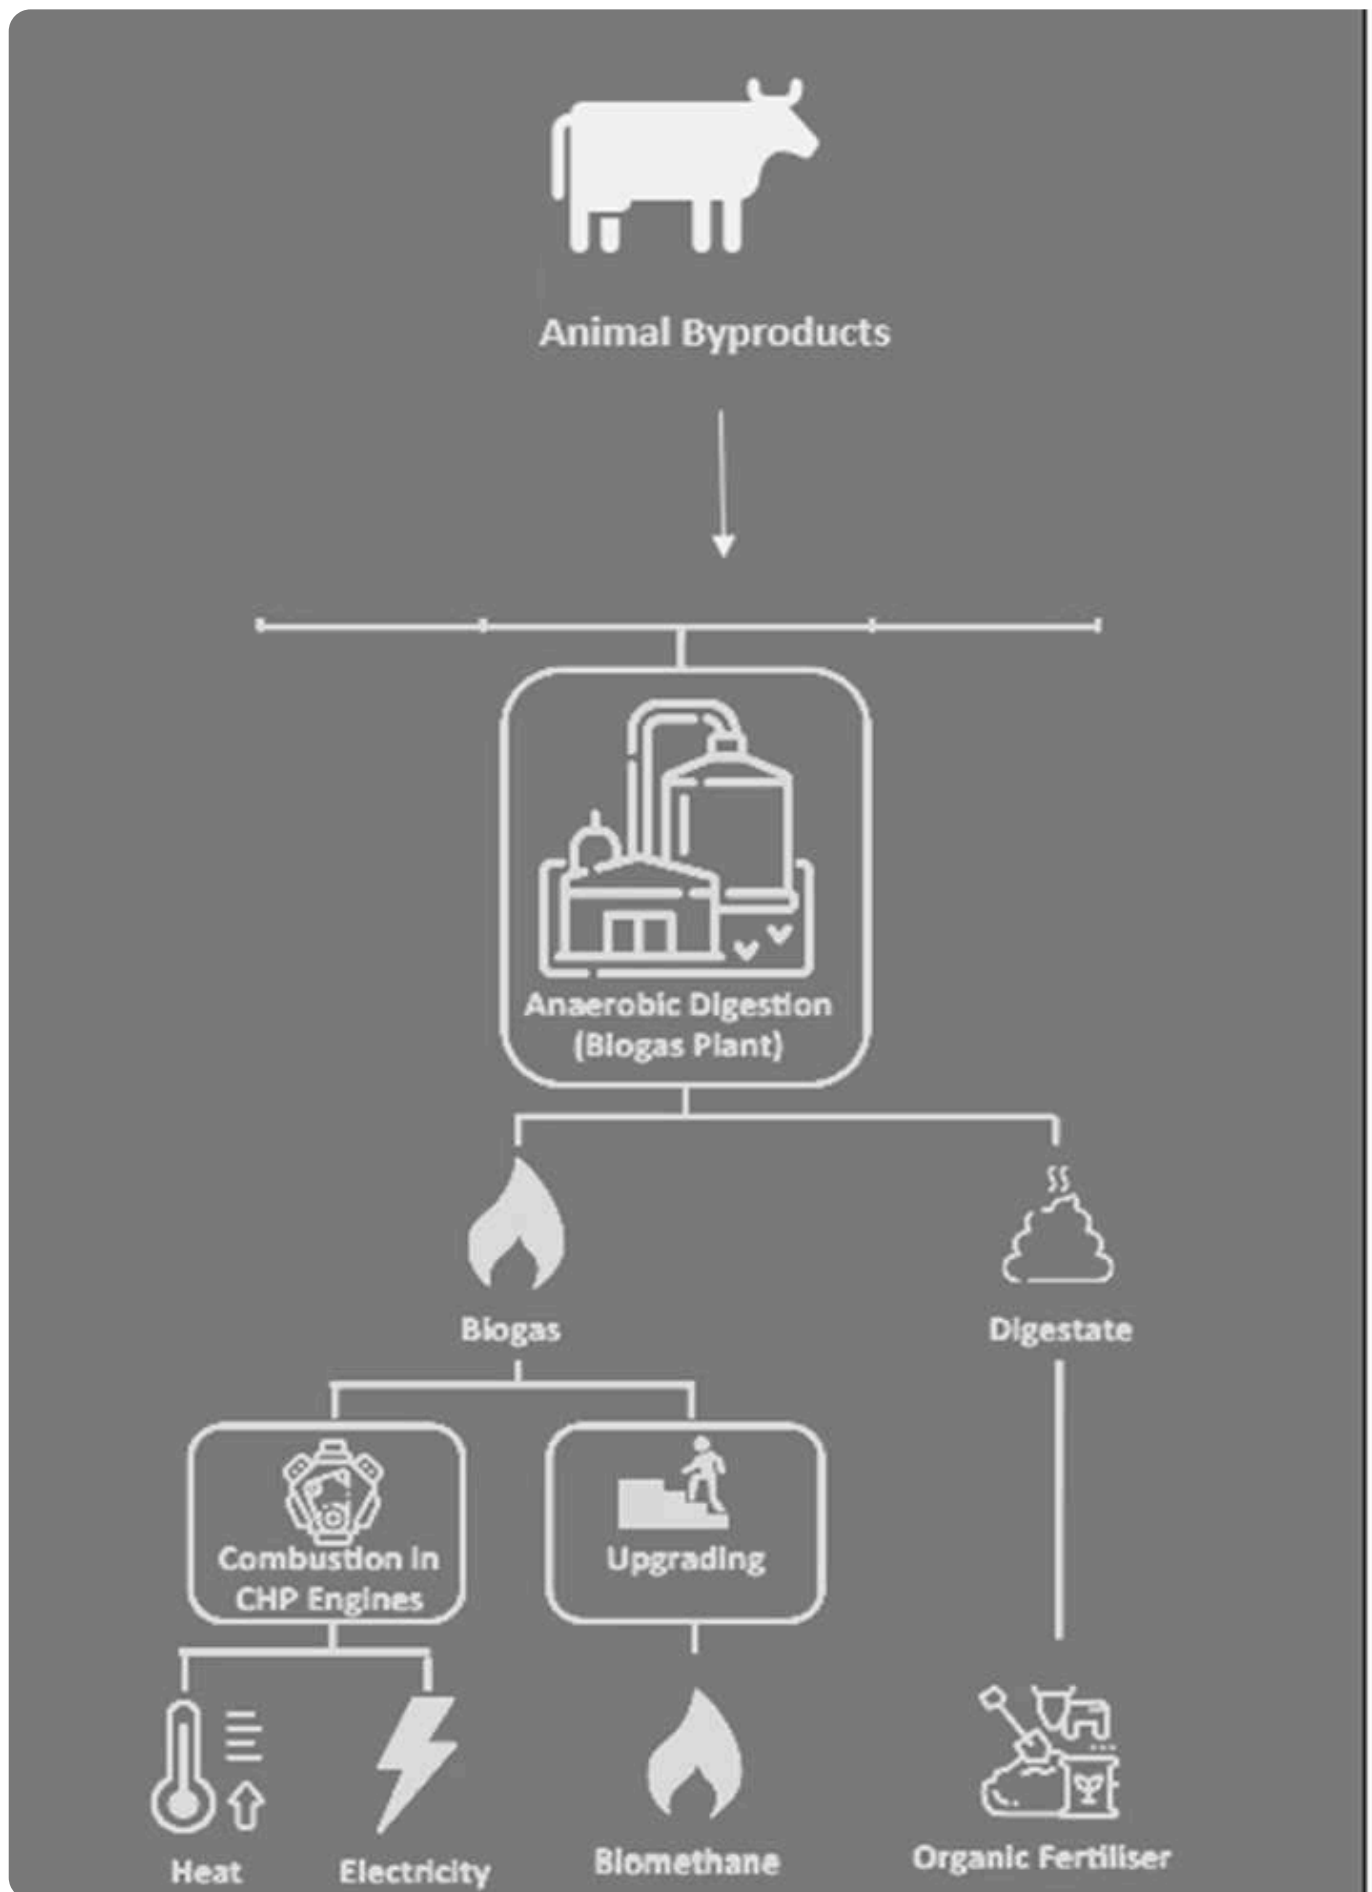 Animal Byproducts
Anaerobic Digestion
(Biogas Plant)
Biogas
Digestate
Combustion in
CHP Engines
Upgrading
Heat
Electricity
Biomethane
Organic Fertiliser